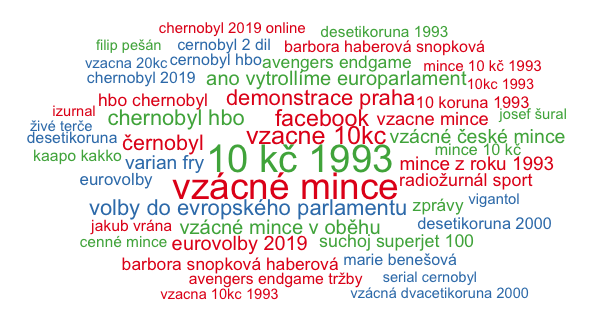 chernobyl 2019 online
desetikoruna 1993
filip pešán
cernobyl 2 dil
barbora haberová snopková
vzacna 20kc
cernobyl hbo
avengers endgame
mince 10 kč 1993
chernobyl 2019
ano vytrollíme europarlament
10kc 1993
hbo chernobyl
demonstrace praha
10 koruna 1993
izurnal
chernobyl hbo
facebook
vzacne mince
josef šural
živé terče
desetikoruna
černobyl
vzacne 10kc
vzácné české mince
kaapo kakko
varian fry
10 kč 1993
mince 10 kč
mince z roku 1993
eurovolby
vzácné mince
radiožurnál sport
volby do evropského parlamentu
zprávy
vigantol
jakub vrána
vzácné mince v oběhu
desetikoruna 2000
cenné mince
eurovolby 2019
suchoj superjet 100
barbora snopková haberová
marie benešová
avengers endgame tržby
serial cernobyl
vzacna 10kc 1993
vzácná dvacetikoruna 2000